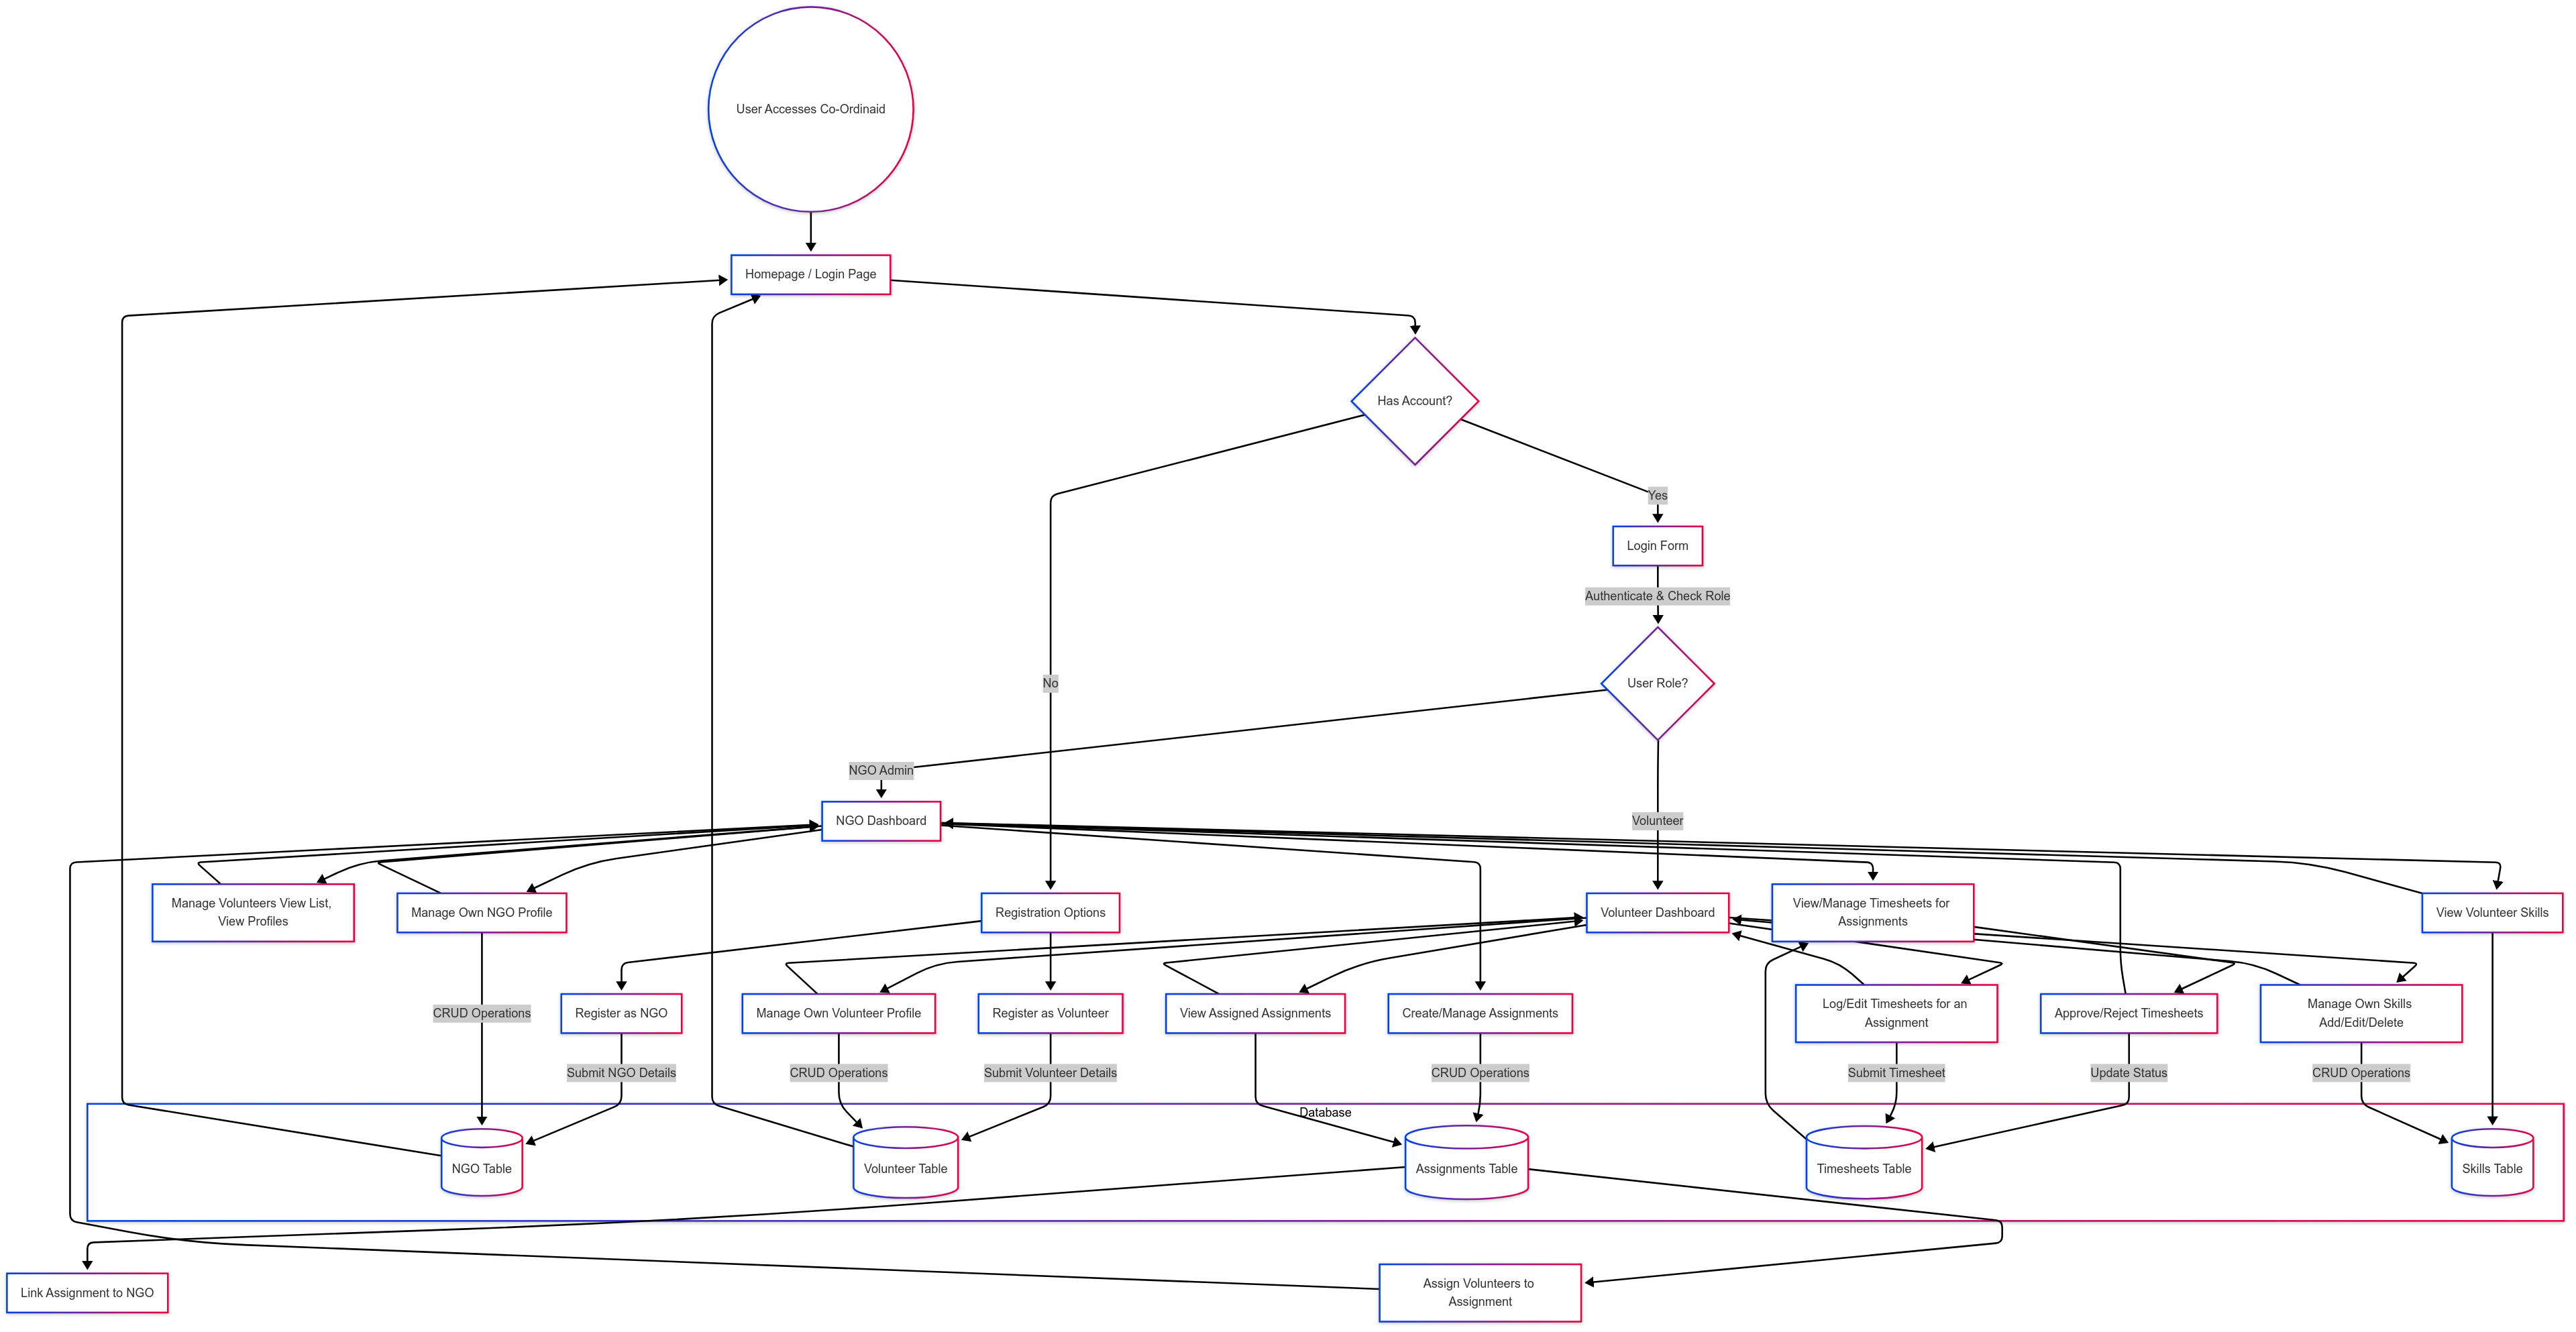 User Accesses Co-Ordinaid
Homepage / Login Page
Has Account?
Yes
Login Form
Authenticate & Check Role
No
User Role?
NGO Admin
NGO Dashboard
Volunteer
Manage Volunteers View List,
View Profiles
Manage Own NGO Profile
Registration Options
Volunteer Dashboard
View/Manage Timesheets for
Assignments
View Volunteer Skills
CRUD Operations
Register as NGO
Manage Own Volunteer Profile
Register as Volunteer
View Assigned Assignments
Create/Manage Assignments
Log/Edit Timesheets for an
Assignment
Approve/Reject Timesheets
Manage Own Skills
Add/Edit/Delete
Submit NGO Details
CRUD Operations
Submit Volunteer Details
CRUD Operations
Submit Timesheet
Update Status
CRUD Operations
Database
NGO Table
Volunteer Table
Assignments Table
Timesheets Table
Skills Table
Link Assignment to NGO
Assign Volunteers to
Assignment